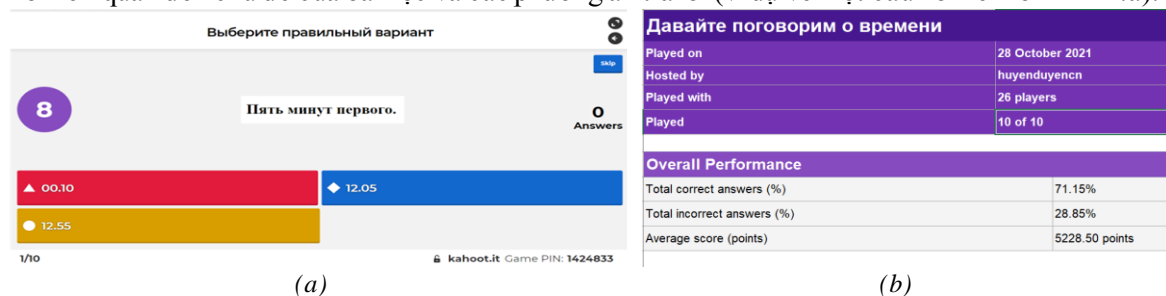 Выберите правильный вариант
Skip
8
Пять минут первого.
0
Answers
00.10
12.05
12.55
1/10
kahoot.it Game PIN: 1424833
(a)
Давайте поговорим о времени
Played on 28 October 2021
Hosted by huyenduyencn
Played with 26 players
Played 10 of 10
Overall Performance
Total correct answers (%) 71.15%
Total incorrect answers (%) 28.85%
Average score (points) 5228.50 points
(b)